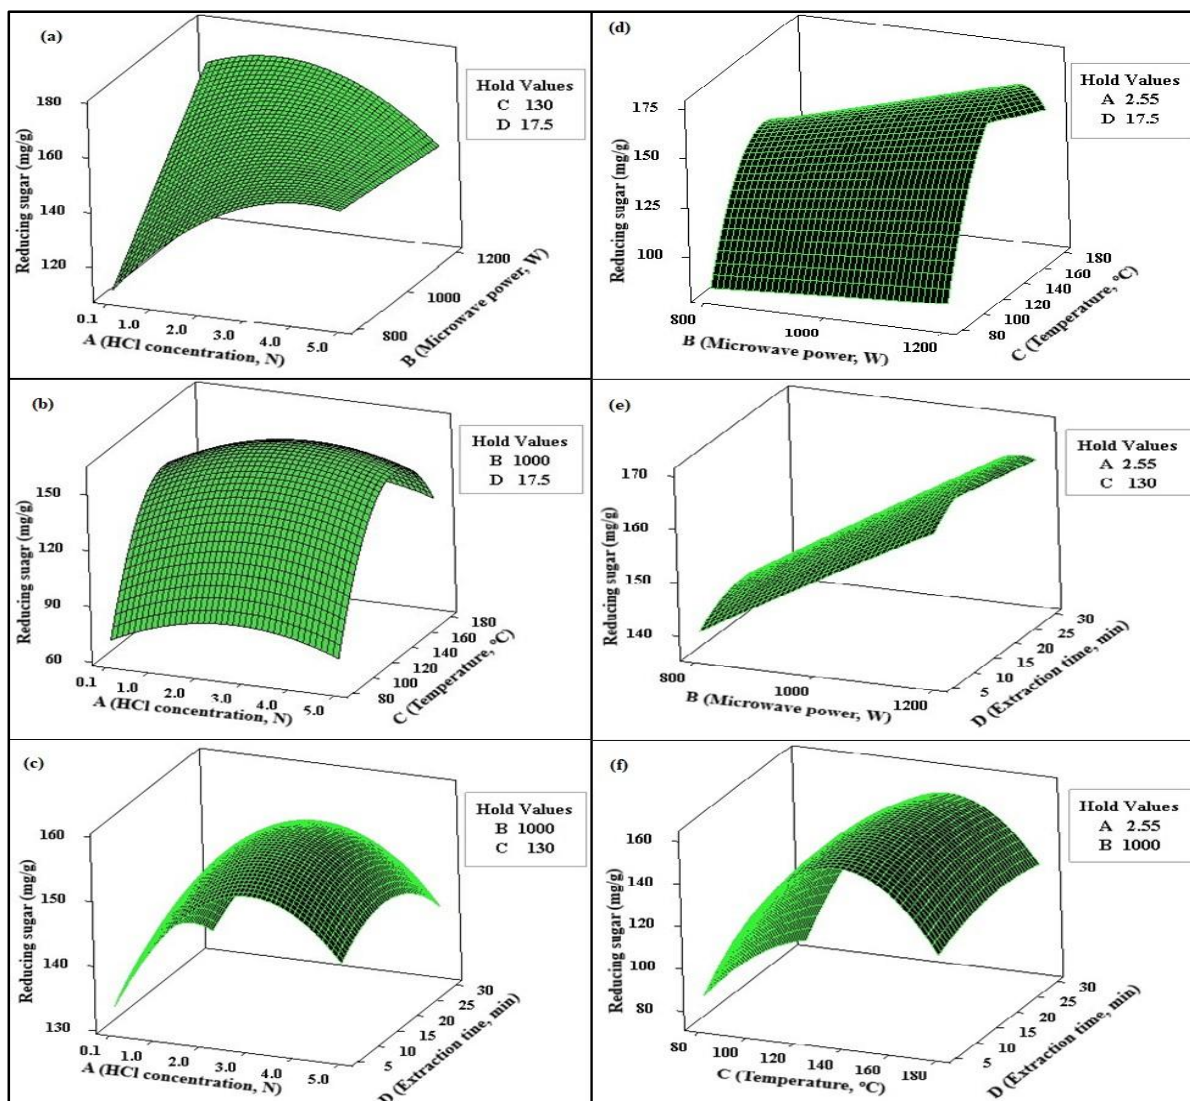 (a)
Hold Values
C 130
D 17.5
Reducing sugar (mg/g)
180
160
140
120
0.1 1.0 2.0 3.0 4.0 5.0
A (HCl concentration, N)
800 1000 1200
B (Microwave power, W)
(d)
Hold Values
A 2.55
D 17.5
Reducing sugar (mg/g)
175
150
125
100
800 1000 1200
B (Microwave power, W)
80 100 120 140 160 180
C (Temperature, °C)
(b)
Hold Values
B 1000
D 17.5
Reducing suagr (mg/g)
150
120
90
60
0.1 1.0 2.0 3.0 4.0 5.0
A (HCl concentration, N)
80 100 120 140 160 180
C (Temperature, °C)
(e)
Hold Values
A 2.55
C 130
Reducing sugar (mg/g)
170
160
150
140
800 1000 1200
B (Microwave power, W)
5 10 15 20 25 30
D (Extraction time, min)
(c)
Hold Values
B 1000
C 130
Reducing sugar (mg/g)
160
150
140
130
0.1 1.0 2.0 3.0 4.0 5.0
A (HCl concentration, N)
5 10 15 20 25 30
D (Extraction tine, min)
(f)
Hold Values
A 2.55
B 1000
Reducing sugar (mg/g)
160
140
120
100
80
80 100 120 140 160 180
C (Temperature, °C)
5 10 15 20 25 30
D (Extraction time, min)